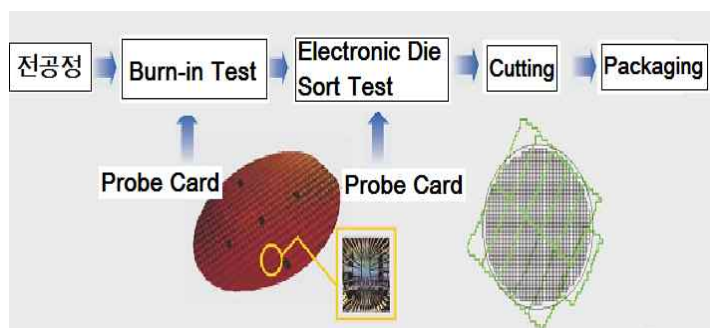 전공정
Burn-in Test
Electronic Die
Sort Test
Cutting
Packaging
Probe Card
Probe Card